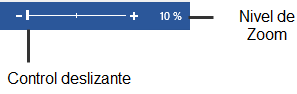 - + 10 %
Nivel de
Zoom
Control deslizante